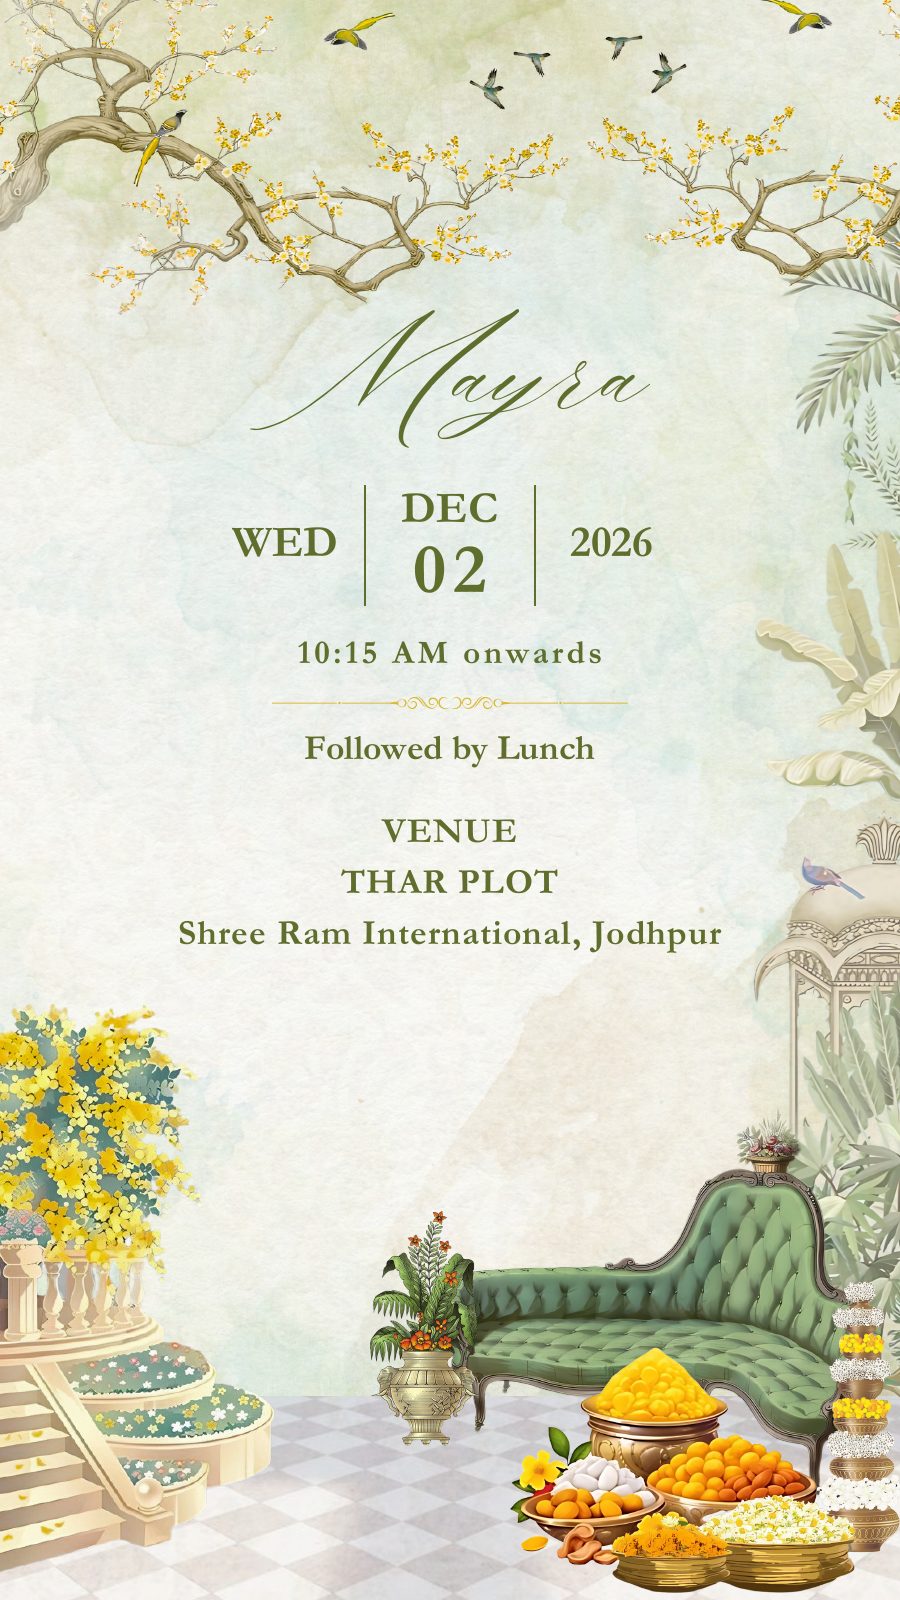 Mayra
WED
DEC
02
2026
10:15 AM onwards
Followed by Lunch
VENUE
THAR PLOT
Shree Ram International, Jodhpur